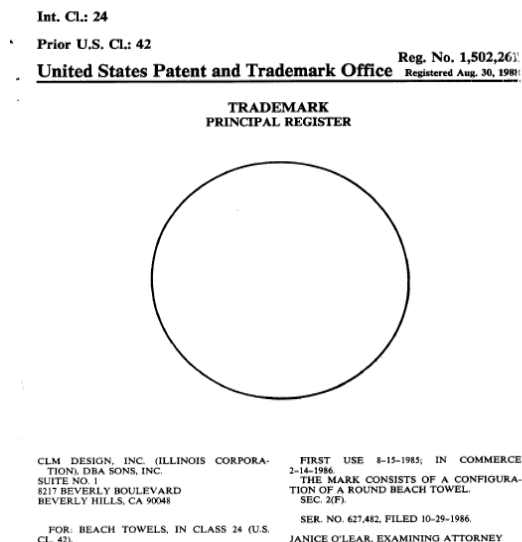 Int. Cl.: 24
Prior U.S. Cl.: 42
Reg. No. 1,502,261
United States Patent and Trademark Office Registered Aug. 30, 1988
TRADEMARK
PRINCIPAL REGISTER
CLM DESIGN, INC. (ILLINOIS CORPORA-
TION), DBA SONS, INC.
SUITE NO. 1
8217 BEVERLY BOULEVARD
BEVERLY HILLS, CA 90048
FOR: BEACH TOWELS, IN CLASS 24 (U.S.
CL. 42).
FIRST USE 8-15-1985; IN COMMERCE
2-14-1986.
THE MARK CONSISTS OF A CONFIGURA-
TION OF A ROUND BEACH TOWEL.
SEC. 2(F).
SER. NO. 627,482, FILED 10-29-1986.
JANICE O'LEAR, EXAMINING ATTORNEY